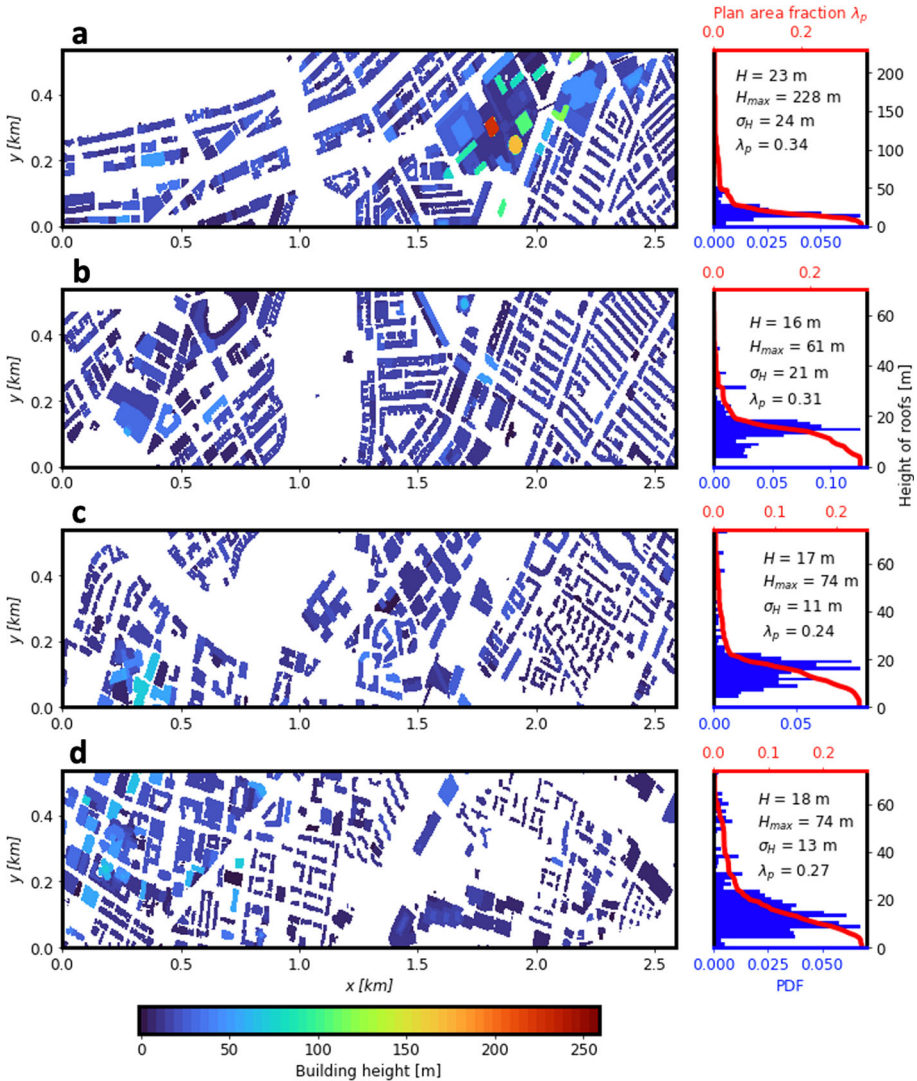 a
Plan area fraction λp
0.0 0.2
y [km]
0.4
0.2
0.0
0.0 0.5 1.0 1.5 2.0 2.5
H = 23 m
Hmax = 228 m
σH = 24 m
λp = 0.34
200
150
100
50
0
0.000 0.025 0.050
b
0.0 0.2
y [km]
0.4
0.2
0.0
0.0 0.5 1.0 1.5 2.0 2.5
H = 16 m
Hmax = 61 m
σH = 21 m
λp = 0.31
60
40
20
0
0.00 0.05 0.10
Height of roofs [m]
c
0.0 0.1 0.2
y [km]
0.4
0.2
0.0
0.0 0.5 1.0 1.5 2.0 2.5
H = 17 m
Hmax = 74 m
σH = 11 m
λp = 0.24
60
40
20
0
0.00 0.05
d
0.0 0.1 0.2
y [km]
0.4
0.2
0.0
0.0 0.5 1.0 1.5 2.0 2.5
x [km]
H = 18 m
Hmax = 74 m
σH = 13 m
λp = 0.27
60
40
20
0
0.000 0.025 0.050
PDF
0 50 100 150 200 250
Building height [m]